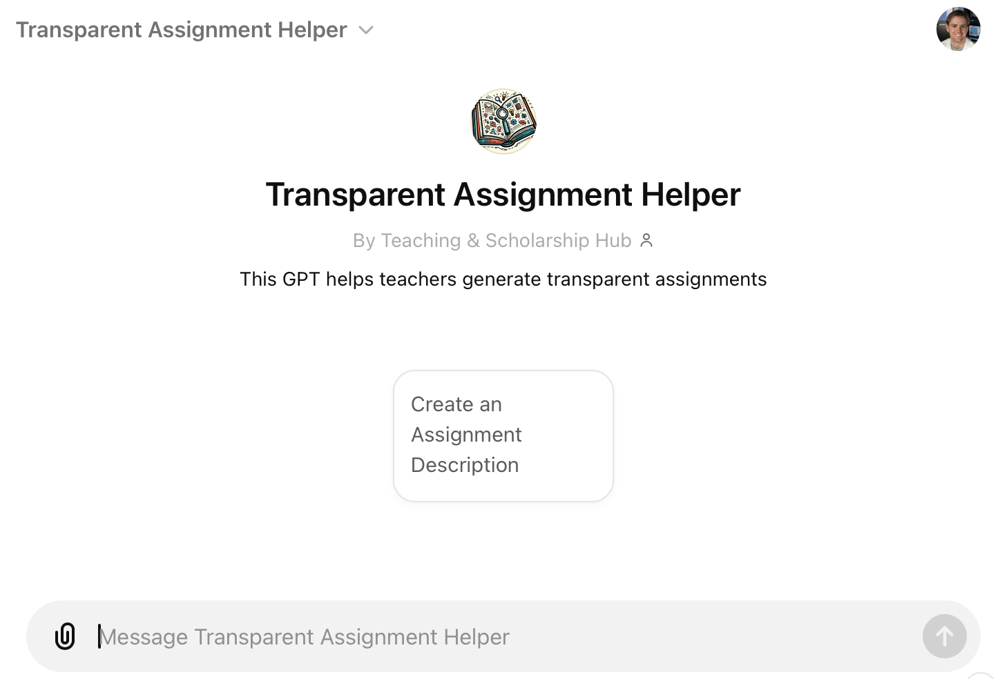 Transparent Assignment Helper
Transparent Assignment Helper
By Teaching & Scholarship Hub
This GPT helps teachers generate transparent assignments
Create an
Assignment
Description
Message Transparent Assignment Helper